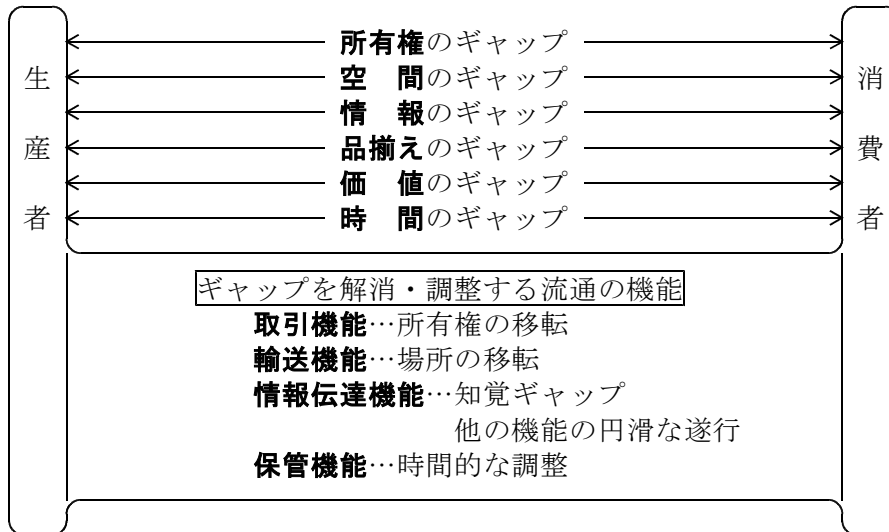 所有権のギャップ
空　間のギャップ
情　報のギャップ
品揃えのギャップ
価　値のギャップ
時　間のギャップ
生産者
消費者
ギャップを解消・調整する流通の機能
取引機能…所有権の移転
輸送機能…場所の移転
情報伝達機能…知覚ギャップ
他の機能の円滑な遂行
保管機能…時間的な調整